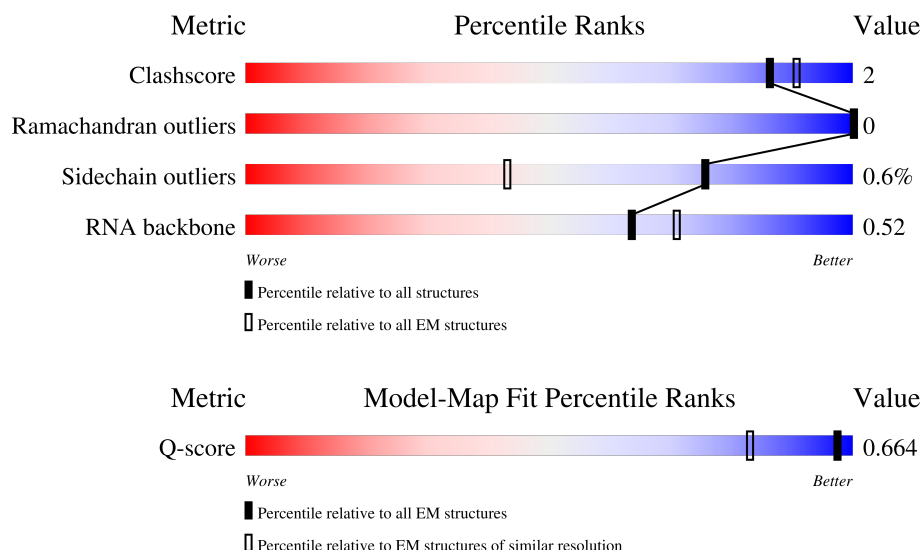 Metric Percentile Ranks Value
Clashscore 2
Ramachandran outliers 0
Sidechain outliers 0.6%
RNA backbone 0.52
Worse Better
Percentile relative to all structures
Percentile relative to all EM structures
Metric Model-Map Fit Percentile Ranks Value
Q-score 0.664
Worse Better
Percentile relative to all EM structures
Percentile relative to EM structures of similar resolution